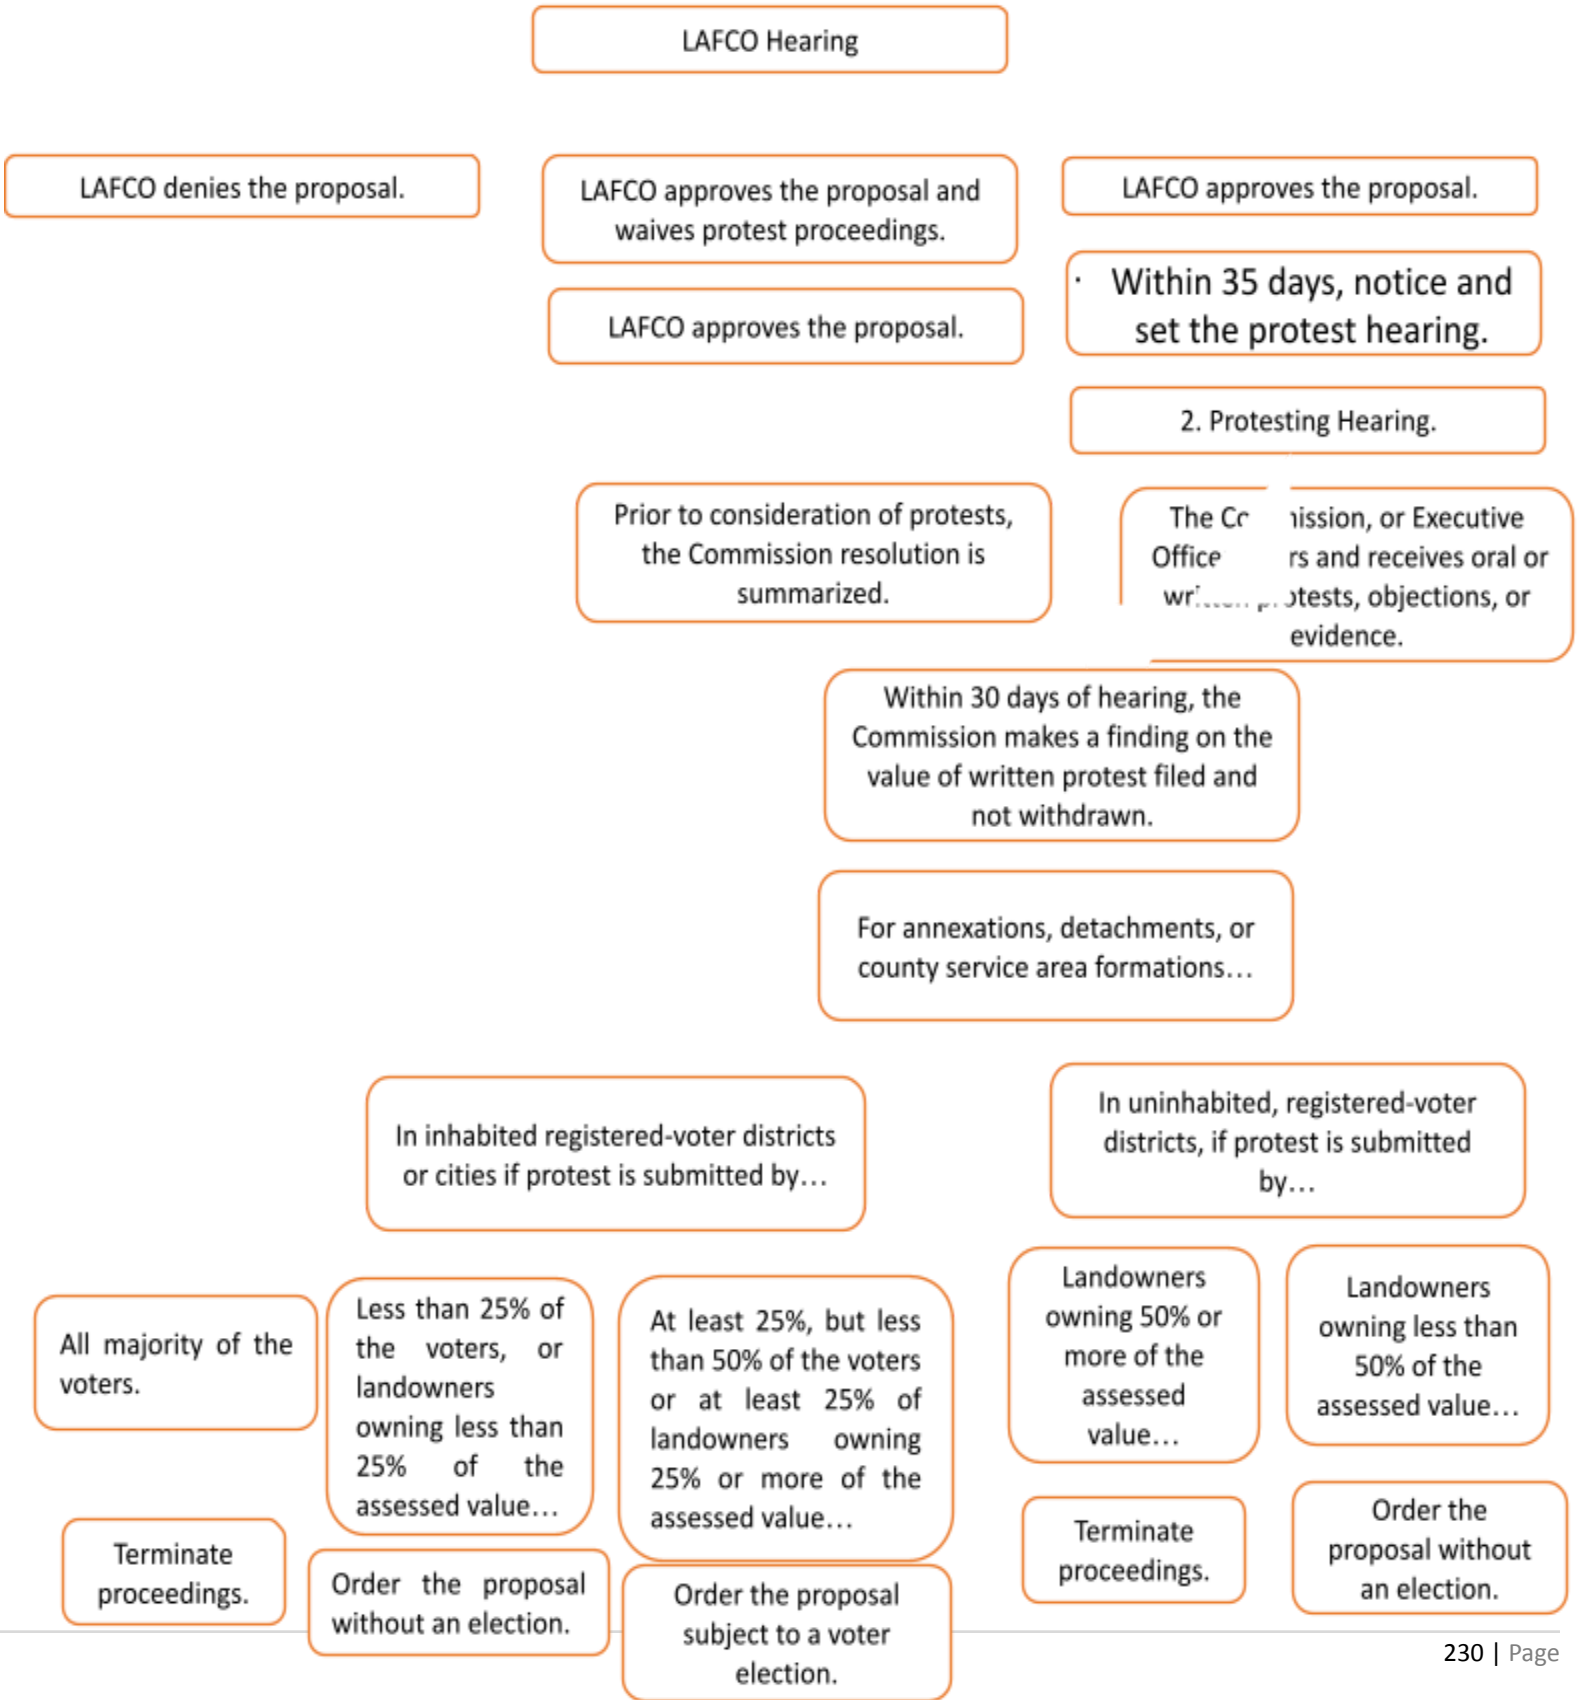 LAFCO Hearing
LAFCO denies the proposal.
LAFCO approves the proposal and
waives protest proceedings.
LAFCO approves the proposal.
LAFCO approves the proposal.
· Within 35 days, notice and
set the protest hearing.
2. Protesting Hearing.
Prior to consideration of protests,
the Commission resolution is
summarized.
The , or Executive
and receives oral or
, objections, or
evidence.
Within 30 days of hearing, the
Commission makes a finding on the
value of written protest filed and
not withdrawn.
For annexations, detachments, or
county service area formations...
In inhabited registered-voter districts
or cities if protest is submitted by...
In uninhabited, registered-voter
districts, if protest is submitted
by...
All majority of the
voters.
Terminate
proceedings.
Less than 25% of
the voters, or
landowners
owning less than
25% of the
assessed value...
Order the proposal
without an election.
At least 25%, but less
than 50% of the voters
or at least 25% of
landowners owning
25% or more of the
assessed value...
Order the proposal
subject to a voter
election.
Landowners
owning 50% or
more of the
assessed
value...
Terminate
proceedings.
Landowners
owning less than
50% of the
assessed value...
Order the
proposal without
an election.
230 | Page